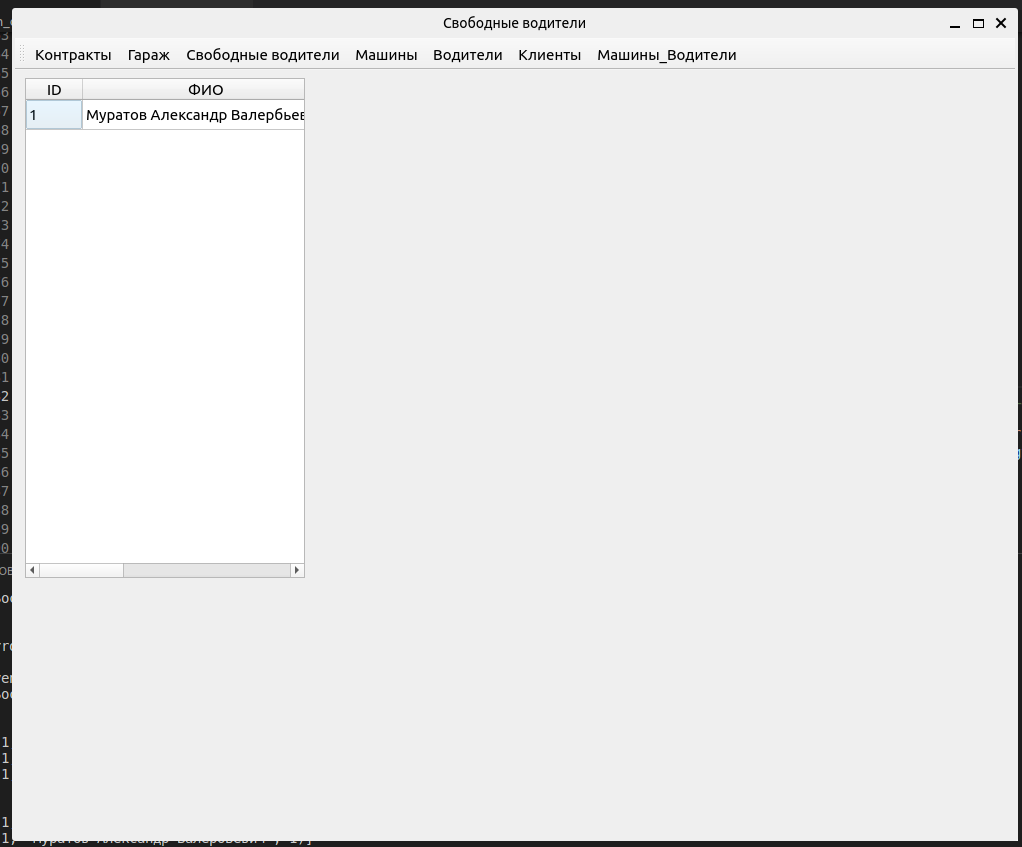 Свободные водители
Контракты Гараж Свободные водители Машины Водители Клиенты Машины_Водители
ID ФИО
1 Муратов Александр Валербьев